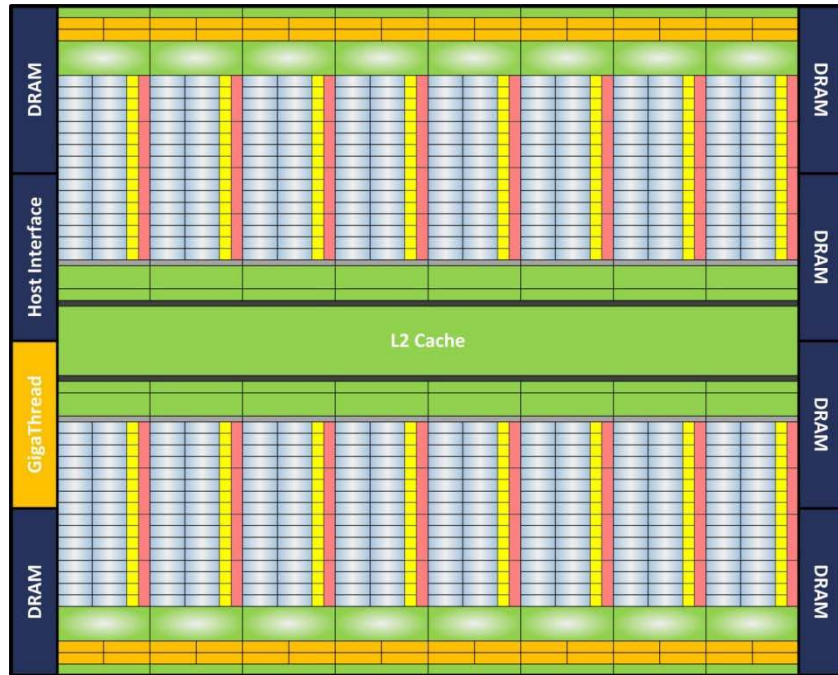 DRAM
Host Interface
GigaThread
DRAM
L2 Cache
DRAM
DRAM
DRAM
DRAM